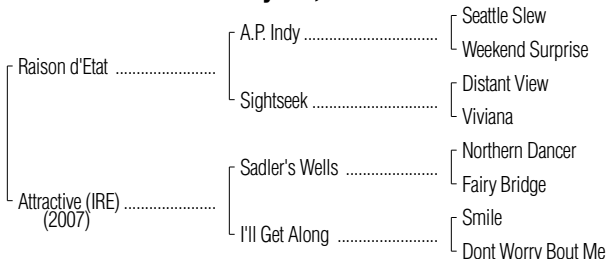 Seattle Slew
A.P. Indy ....................................
Weekend Surprise
Raison d'Etat ...........................
Distant View
Sightseek ..................................
Viviana
Northern Dancer
Sadler's Wells .........................
Fairy Bridge
Attractive (IRE) .........................
(2007)
Smile
I'll Get Along ...........................
Dont Worry Bout Me